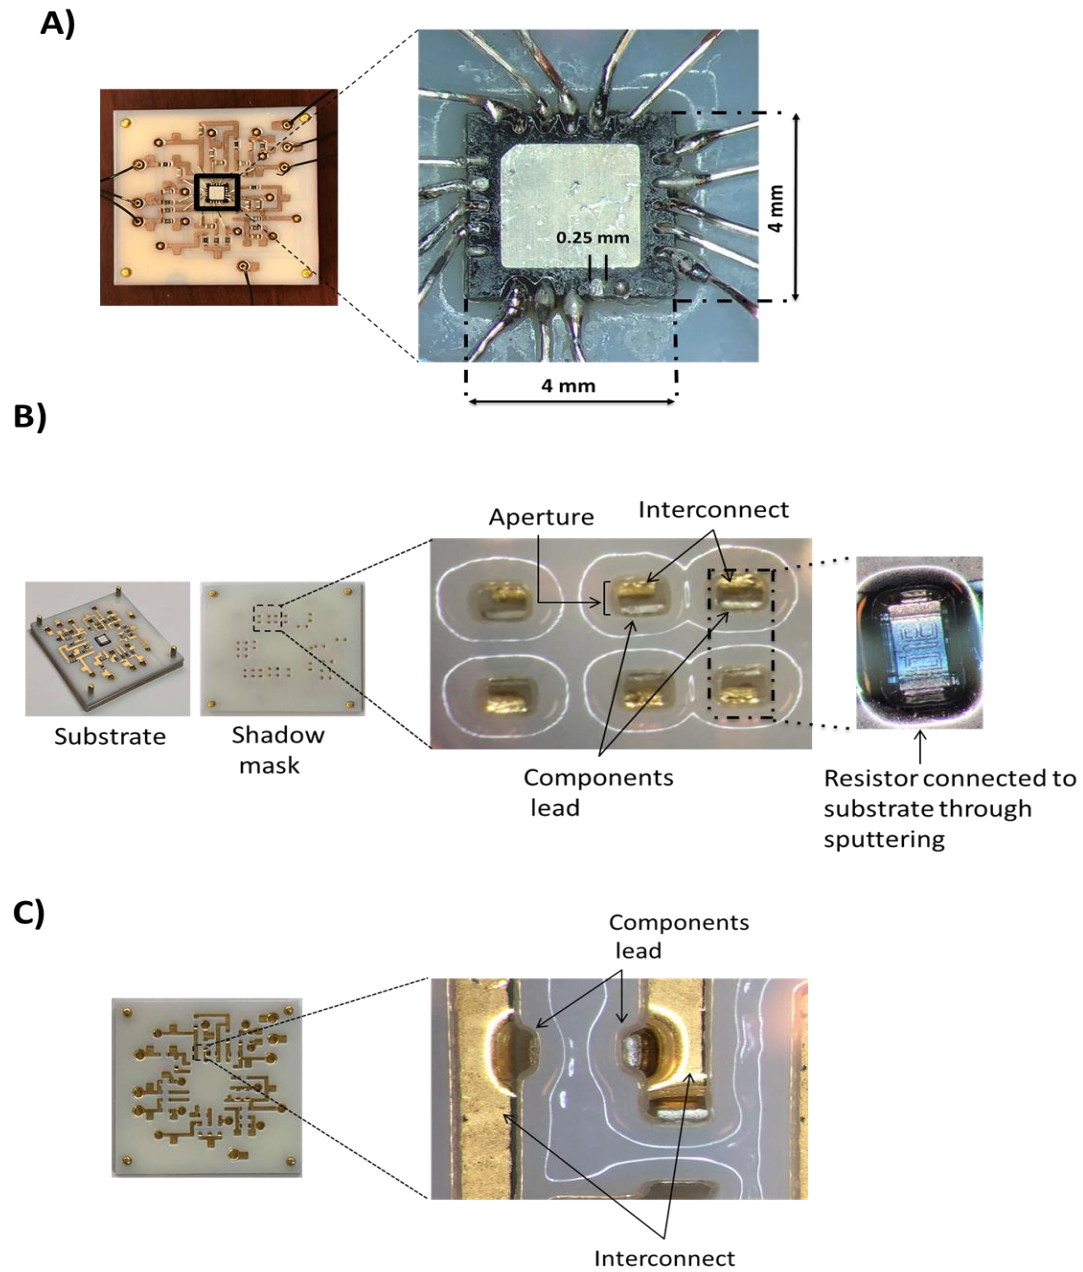 A)
0.25 mm
4 mm
4 mm
B)
Aperture
Interconnect
Substrate
Shadow
mask
Components
lead
Resistor connected to
substrate through
sputtering
C)
Components
lead
Interconnect